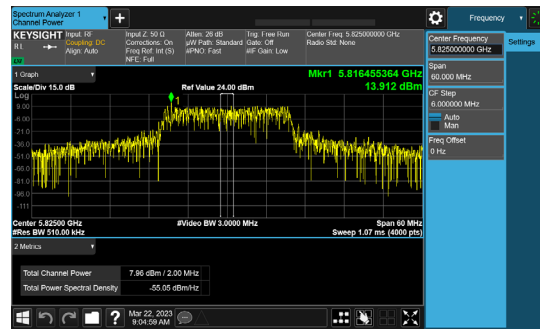 Spectrum Analyzer 1
Channel Power
Frequency
KEYSIGHT
Input: RF
Coupling: DC
Align: Auto
Input Z: 50 Ω
Corrections: On
Freq Ref: Int (S)
NFE: Full
Atten: 26 dB
µW Path: Standard
#PNO: Fast
Trig: Free Run
Gate: Off
#IF Gain: Low
Center Freq: 5.825000000 GHz
Radio Std: None
Center Frequency
5.825000000 GHz
Settings
Span
60.000 MHz
CF Step
6.000000 MHz
Auto
Man
Freq Offset
0 Hz
1 Graph
Mkr1 5.816455364 GHz
Scale/Div 15.0 dB
Ref Value 24.00 dBm
13.912 dBm
Log
1
9.00
-6.00
-21.0
-36.0
-51.0
-66.0
-81.0
-96.0
-111
Center 5.82500 GHz
#Video BW 3.0000 MHz
Span 60 MHz
#Res BW 510.00 kHz
Sweep 1.07 ms (4000 pts)
2 Metrics
Total Channel Power
7.96 dBm / 2.00 MHz
Total Power Spectral Density
-55.05 dBm/Hz
?
Mar 22, 2023
9:04:59 AM